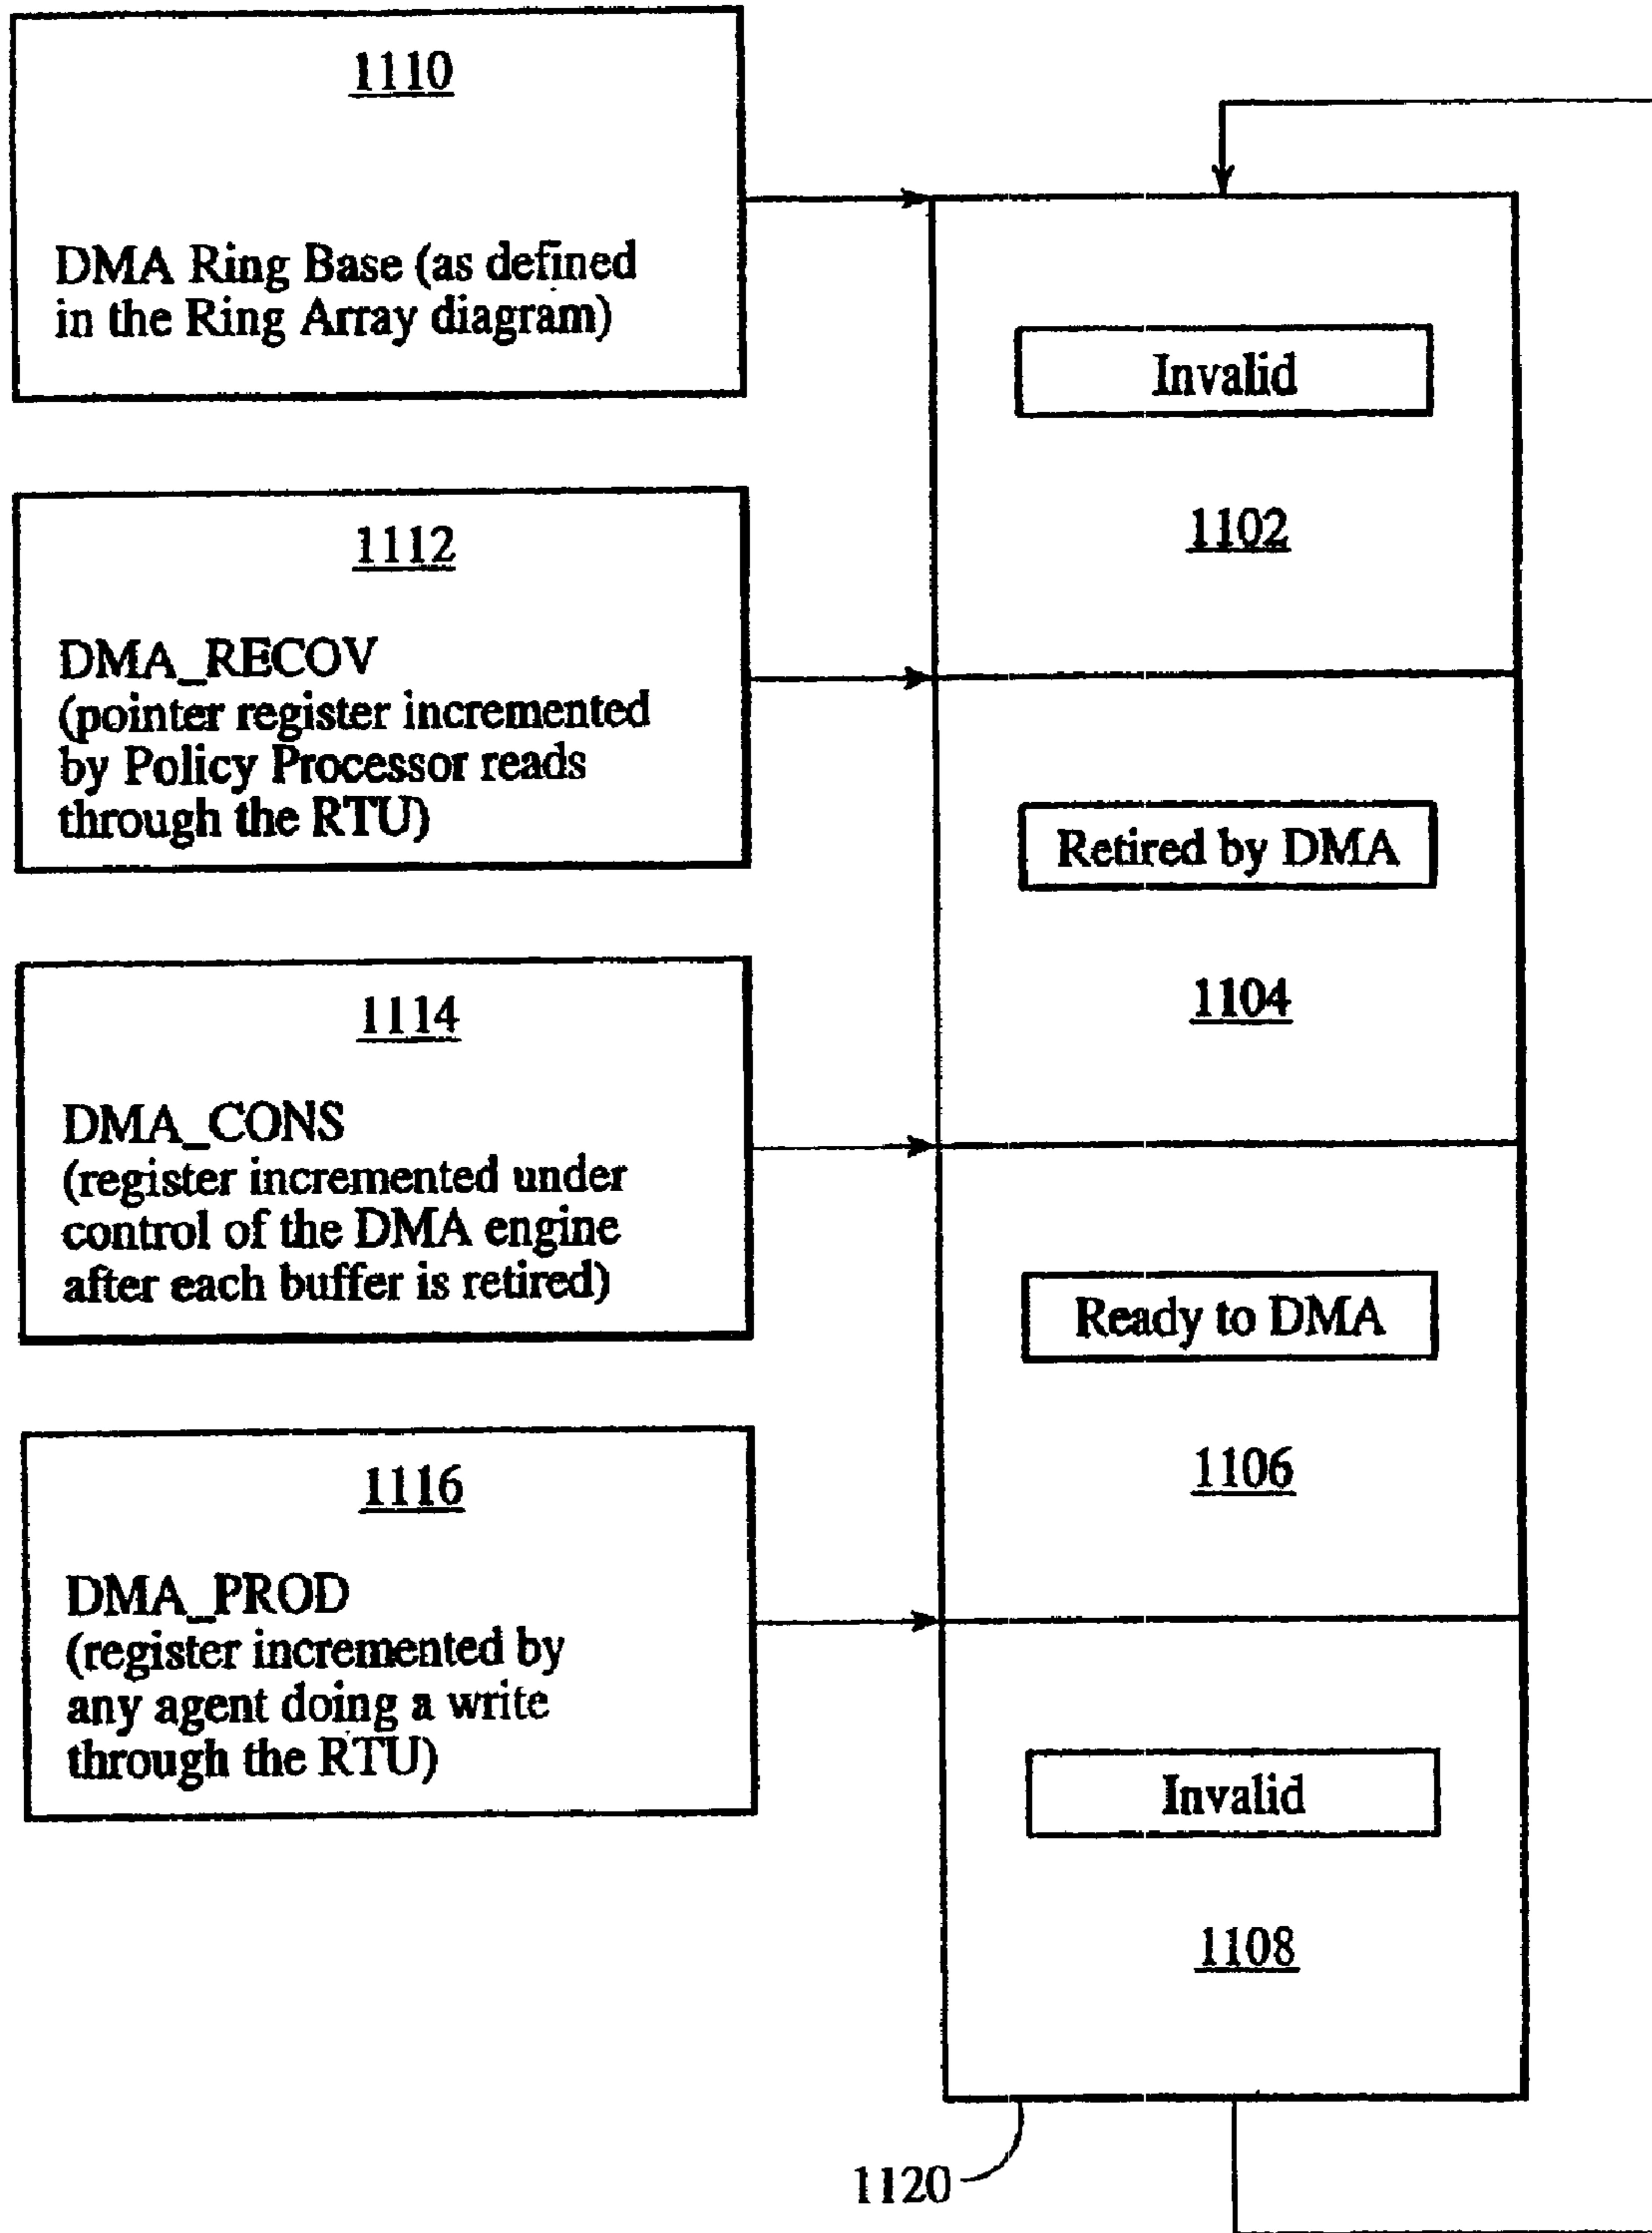 1110
DMA Ring Base (as defined
in the Ring Array diagram)
Invalid
1102
1112
DMA_RECOV
(pointer register incremented
by Policy Processor reads
through the RTU)
Retired by DMA
1104
1114
DMA_CONS
(register incremented under
control of the DMA engine
after each buffer is retired)
Ready to DMA
1106
1116
DMA_PROD
(register incremented by
any agent doing a write
through the RTU)
Invalid
1108
1120